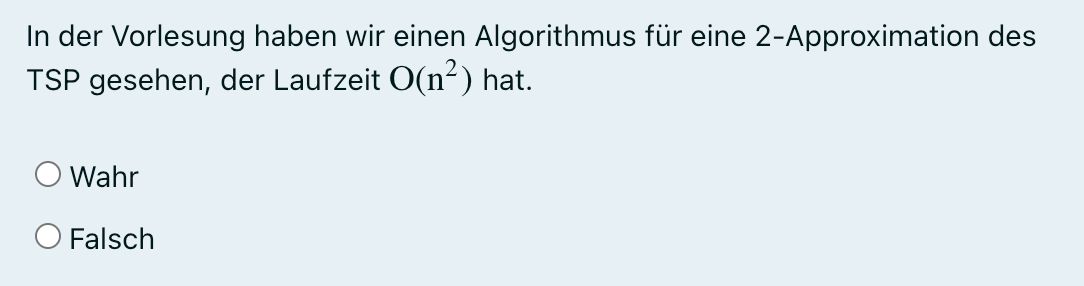 In der Vorlesung haben wir einen Algorithmus für eine 2-Approximation des
TSP gesehen, der Laufzeit O(n²) hat.
Wahr
Falsch